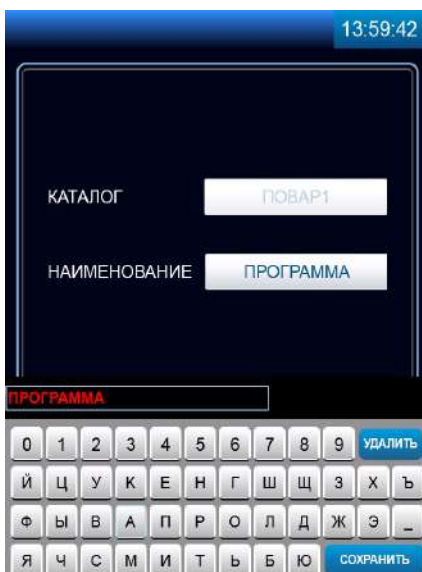 13:59:42
КАТАЛОГ ПОВАР1
НАИМЕНОВАНИЕ ПРОГРАММА
ПРОГРАММА
0 1 2 3 4 5 6 7 8 9 УДАЛИТЬ
Й Ц У К Е Н Г Ш Щ З Х Ъ
Ф Ы В А П Р О Л Д Ж Э _
Я Ч С М И Т Ь Б Ю СОХРАНИТЬ